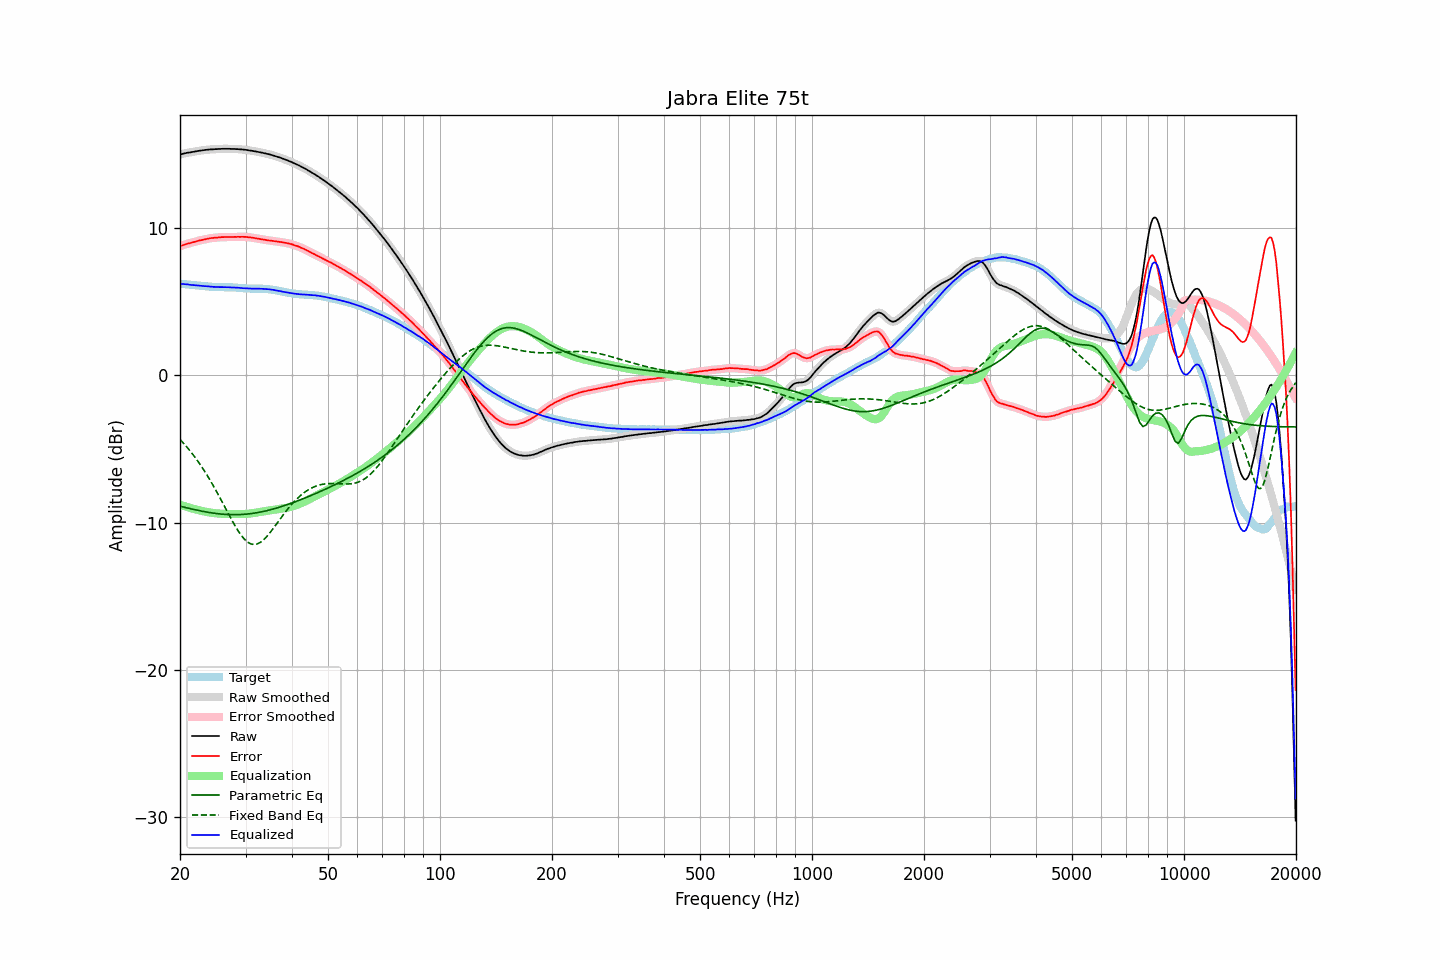 Jabra Elite 75t
10
0
−10
−20
−30
Amplitude (dBr)
Target
Raw Smoothed
Error Smoothed
Raw
Error
Equalization
Parametric Eq
Fixed Band Eq
Equalized
20 50 100 200 500 1000 2000 5000 10000 20000
Frequency (Hz)